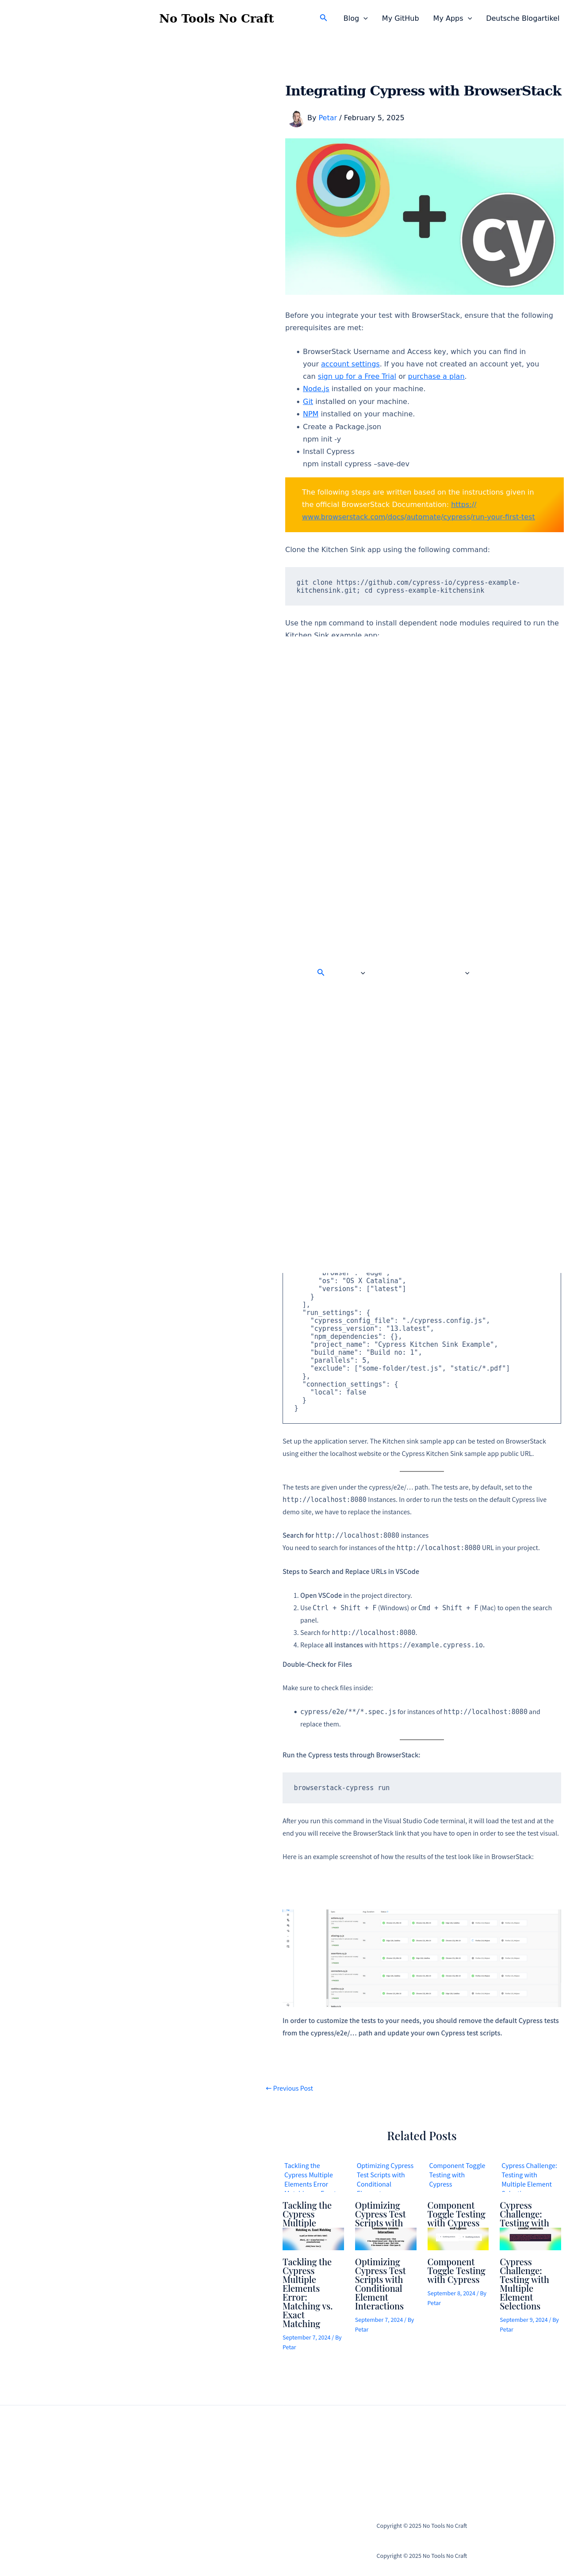 No Tools No Craft
Blog
My GitHub
My Apps
Deutsche Blogartikel
Integrating Cypress with BrowserStack
By Petar / February 5, 2025
cy
Before you integrate your test with BrowserStack, ensure that the following
prerequisites are met:
• BrowserStack Username and Access key, which you can find in
your account settings. If you have not created an account yet, you
can sign up for a Free Trial or purchase a plan.
• Node.js installed on your machine.
• Git installed on your machine.
• NPM installed on your machine.
• Create a Package.json
npm init -y
• Install Cypress
npm install cypress –save-dev
The following steps are written based on the instructions given in
the official BrowserStack Documentation: https://
www.browserstack.com/docs/automate/cypress/run-your-first-test
Clone the Kitchen Sink app using the following command:
git clone https://github.com/cypress-io/cypress-example-
kitchensink.git; cd cypress-example-kitchensink
Use the npm command to install dependent node modules required to run the
Kitchen Sink example app:
"browser": "edge",
"os": "OS X Catalina",
"versions": ["latest"]
}
],
"run_settings": {
"cypress_config_file": "./cypress.config.js",
"cypress_version": "13.latest",
"npm_dependencies": {},
"project_name": "Cypress Kitchen Sink Example",
"build_name": "Build no: 1",
"parallels": 5,
"exclude": ["some-folder/test.js", "static/*.pdf"]
},
"connection_settings": {
"local": false
}
}
Set up the application server. The Kitchen sink sample app can be tested on BrowserStack
using either the localhost website or the Cypress Kitchen Sink sample app public URL.
The tests are given under the cypress/e2e/… path. The tests are, by default, set to the
http://localhost:8080 Instances. In order to run the tests on the default Cypress live
demo site, we have to replace the instances.
Search for http://localhost:8080 instances
You need to search for instances of the http://localhost:8080 URL in your project.
Steps to Search and Replace URLs in VSCode
1. Open VSCode in the project directory.
2. Use Ctrl + Shift + F (Windows) or Cmd + Shift + F (Mac) to open the search
panel.
3. Search for http://localhost:8080.
4. Replace all instances with https://example.cypress.io.
Double-Check for Files
Make sure to check files inside:
• cypress/e2e/**/*.spec.js for instances of http://localhost:8080 and
replace them.
Run the Cypress tests through BrowserStack:
browserstack-cypress run
After you run this command in the Visual Studio Code terminal, it will load the test and at the
end you will receive the BrowserStack link that you have to open in order to see the test visual.
Here is an example screenshot of how the results of the test look like in BrowserStack:
In order to customize the tests to your needs, you should remove the default Cypress tests
from the cypress/e2e/… path and update your own Cypress test scripts.
← Previous Post
Related Posts
Tackling the
Cypress Multiple
Elements Error
Tackling the
Cypress
Multiple
Matching vs. Exact Matching
Tackling the
Cypress
Multiple
Elements
Error:
Matching vs.
Exact
Matching
September 7, 2024 / By
Petar
Optimizing Cypress
Test Scripts with
Conditional
Optimizing
Cypress Test
Scripts with
Optimizing
Cypress Test
Scripts with
Conditional
Element
Interactions
September 7, 2024 / By
Petar
Component Toggle
Testing with
Cypress
Component
Toggle Testing
with Cypress
Component
Toggle Testing
with Cypress
September 8, 2024 / By
Petar
Cypress Challenge:
Testing with
Multiple Element
Cypress
Challenge:
Testing with
Cypress
Challenge:
Testing with
Multiple
Element
Selections
September 9, 2024 / By
Petar
Copyright © 2025 No Tools No Craft
Copyright © 2025 No Tools No Craft